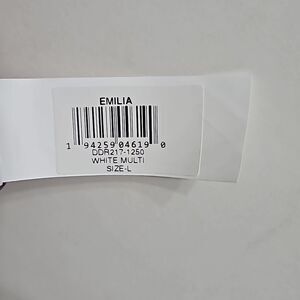 EMILIA
1 94259 04619 0
DDR217-1250
WHITE MULTI
SIZE-L